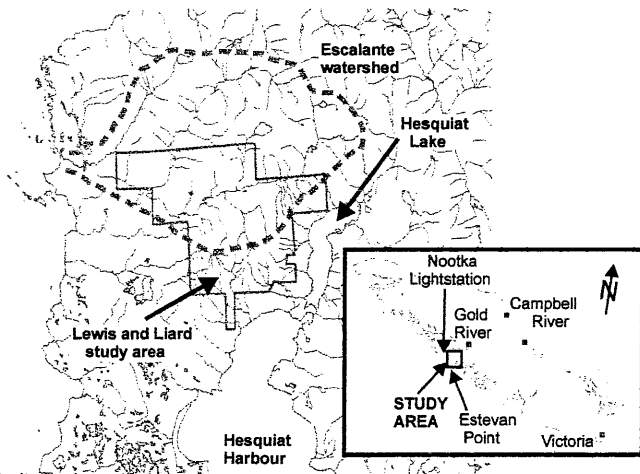 Escalante
watershed
Hesquiat
Lake
Lewis and Liard
study area
Hesquiat
Harbour
Nootka
Lightstation
N
Campbell
River
Gold
River
STUDY
AREA
Estevan
Point
Victoria